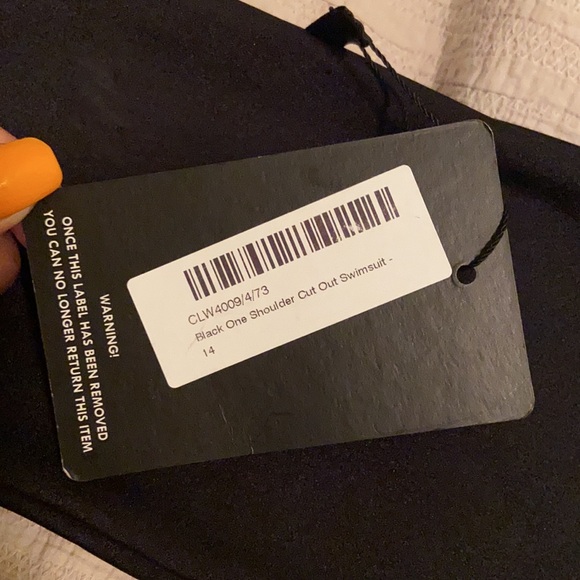 CLW4009/4/73
Black One Shoulder Cut Out Swimsuit -
14
WARNING!
ONCE THIS LABEL HAS BEEN REMOVED
YOU CAN NO LONGER RETURN THIS ITEM